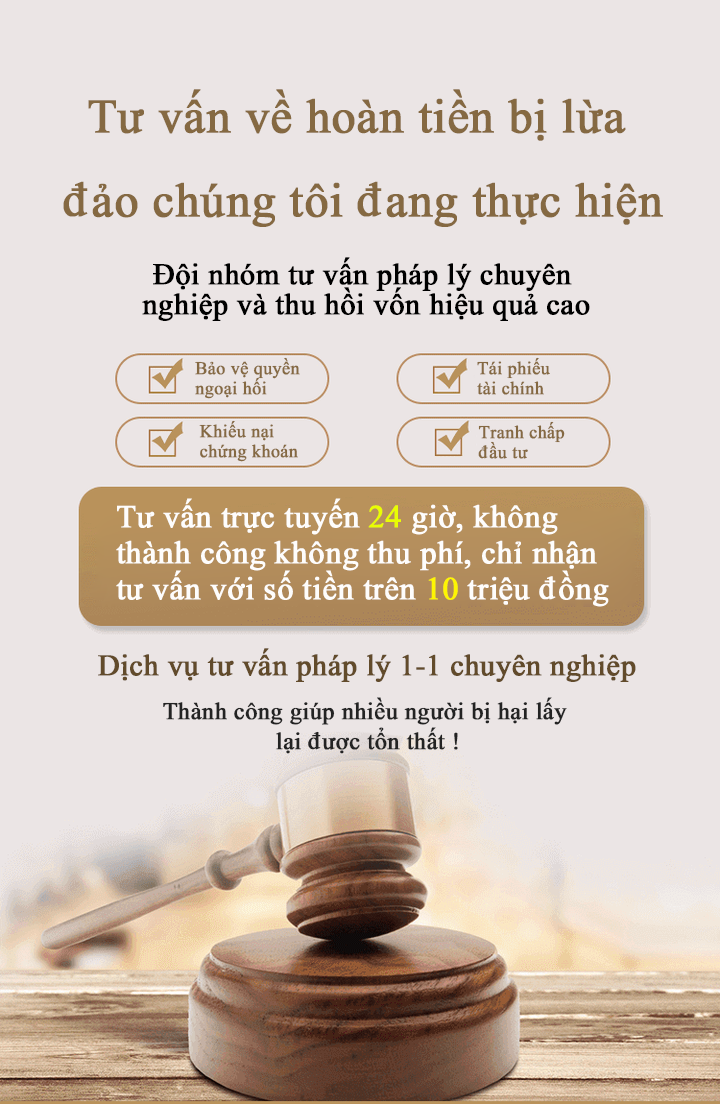 Tư vấn về hoàn tiền bị lừa
đảo chúng tôi đang thực hiện
Đội nhóm tư vấn pháp lý chuyên
nghiệp và thu hồi vốn hiệu quả cao
Bảo vệ quyền
ngoại hối
Tái phiếu
tài chính
Khiếu nại
chứng khoán
Tranh chấp
đầu tư
Tư vấn trực tuyến 24 giờ, không
thành công không thu phí, chỉ nhận
tư vấn với số tiền trên 10 triệu đồng
Dịch vụ tư vấn pháp lý 1-1 chuyên nghiệp
Thành công giúp nhiều người bị hại lấy
lại được tổn thất !